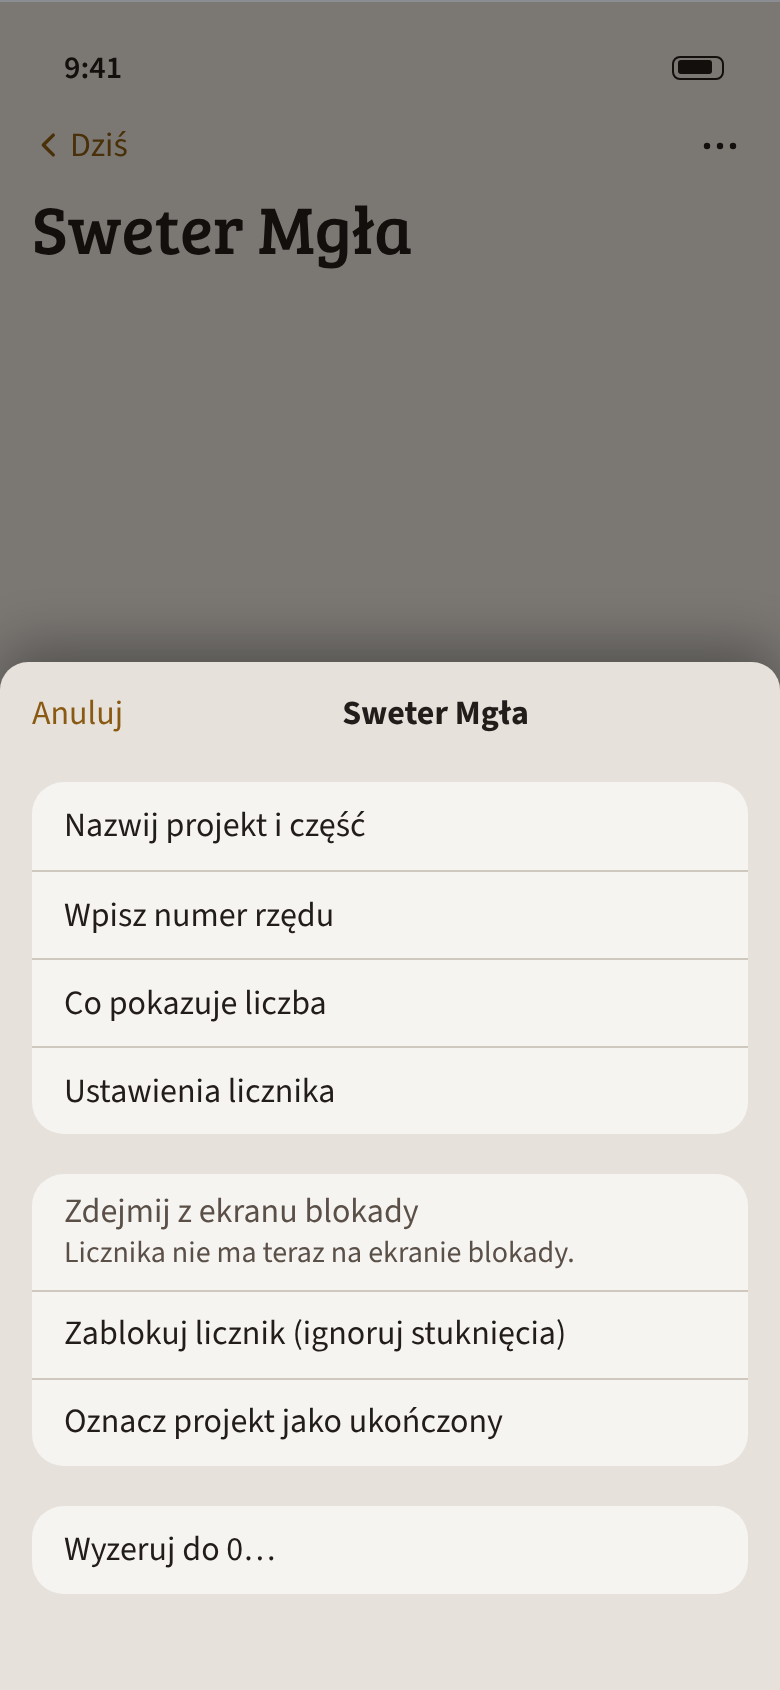 9:41
Dziś
Sweter Mgła
Anuluj
Sweter Mgła
Nazwij projekt i część
Wpisz numer rzędu
Co pokazuje liczba
Ustawienia licznika
Zdejmij z ekranu blokady
Licznika nie ma teraz na ekranie blokady.
Zablokuj licznik (ignoruj stuknięcia)
Oznacz projekt jako ukończony
Wyzeruj do 0…